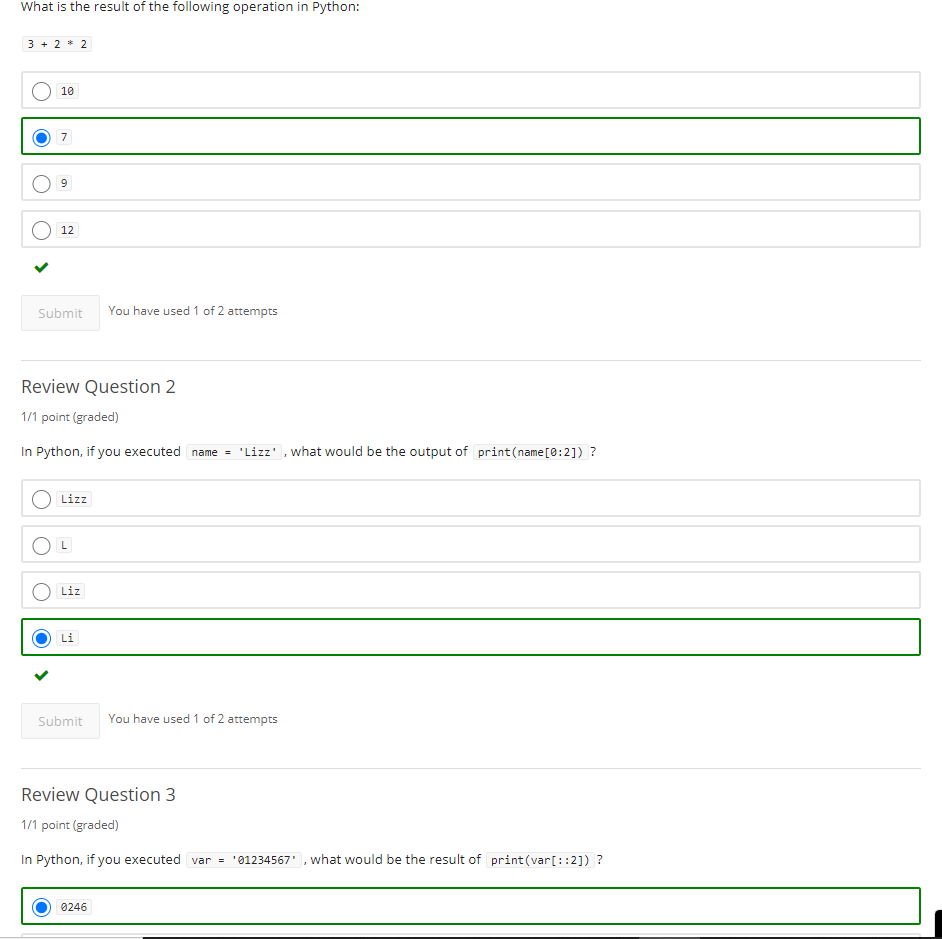 What is the result of the following operation in Python:
3 + 2 * 2
10
7
9
12
Submit You have used 1 of 2 attempts
Review Question 2
1/1 point (graded)
In Python, if you executed name = 'Lizz' , what would be the output of print(name[0:2]) ?
Lizz
L
Liz
Li
Submit You have used 1 of 2 attempts
Review Question 3
1/1 point (graded)
In Python, if you executed var = '01234567' , what would be the result of print(var[::2]) ?
0246